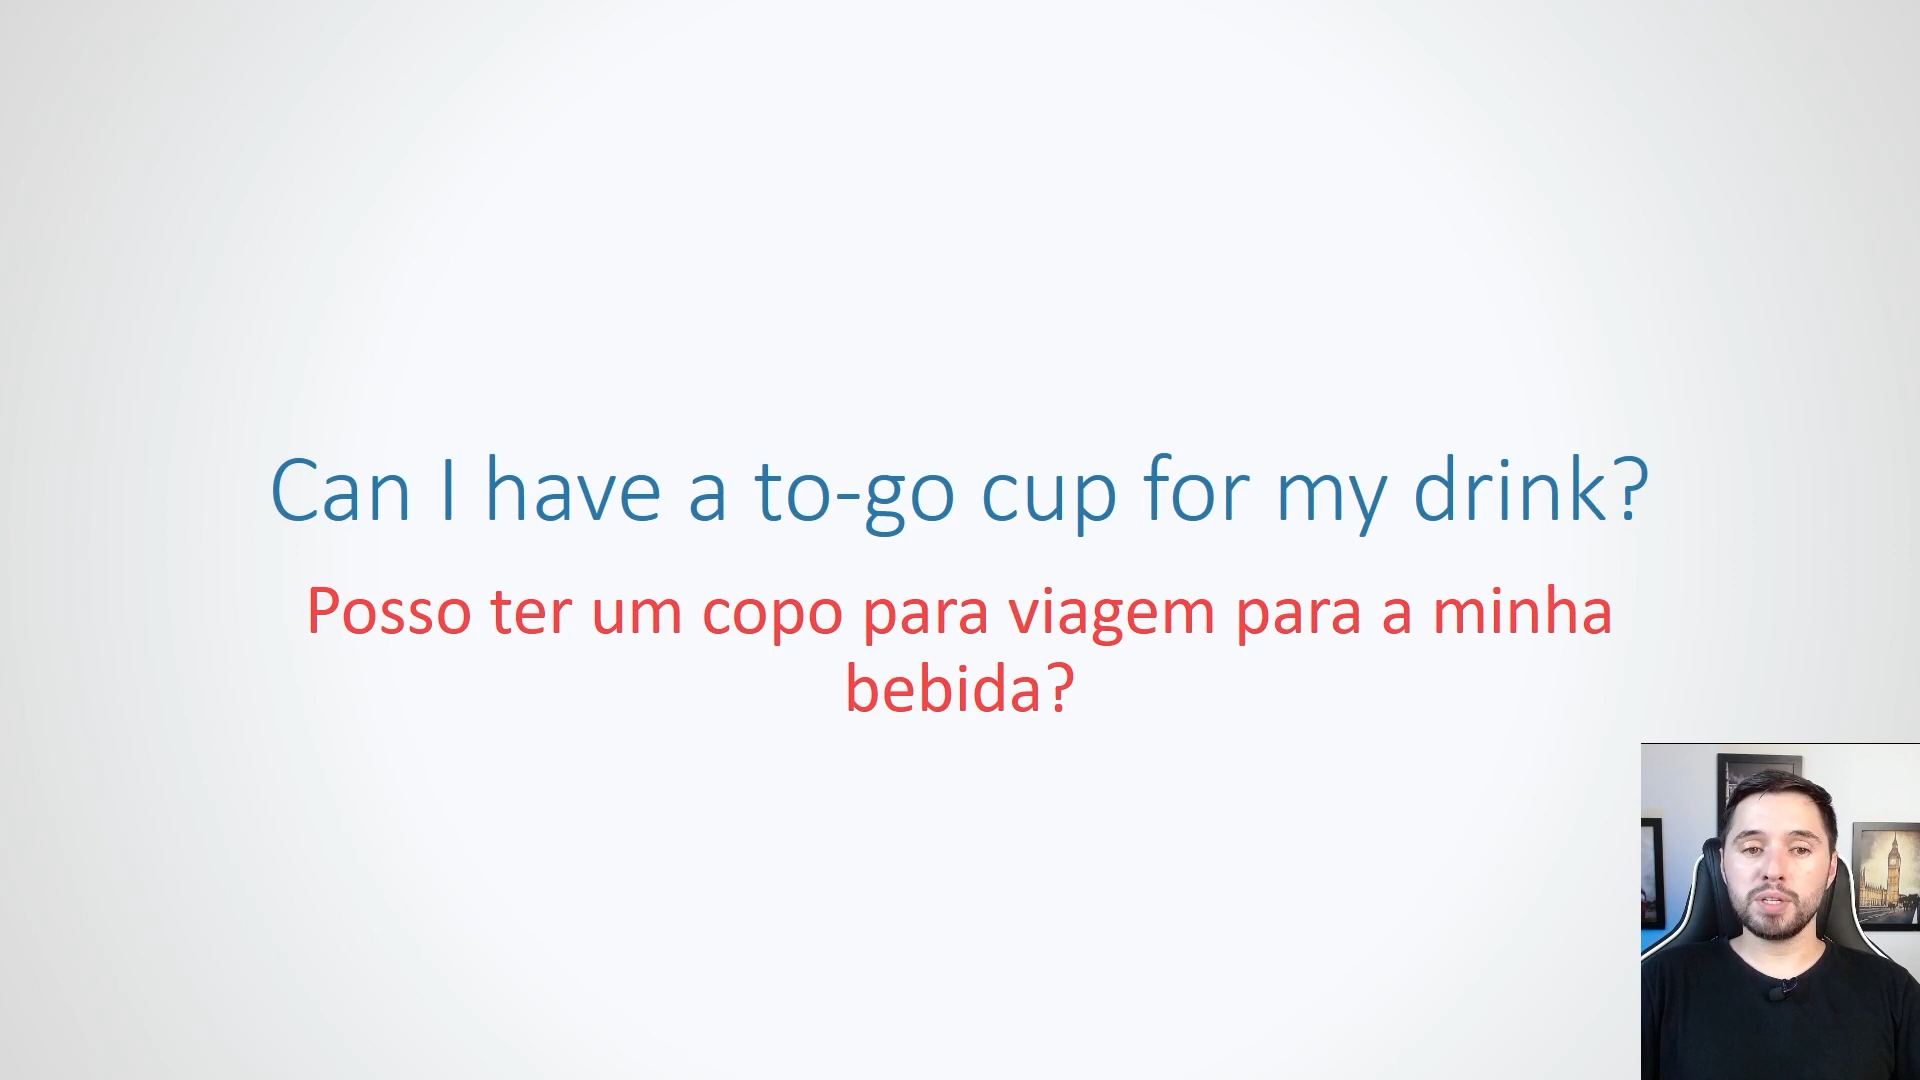 Can I have a to-go cup for my drink?
Posso ter um copo para viagem para a minha
bebida?